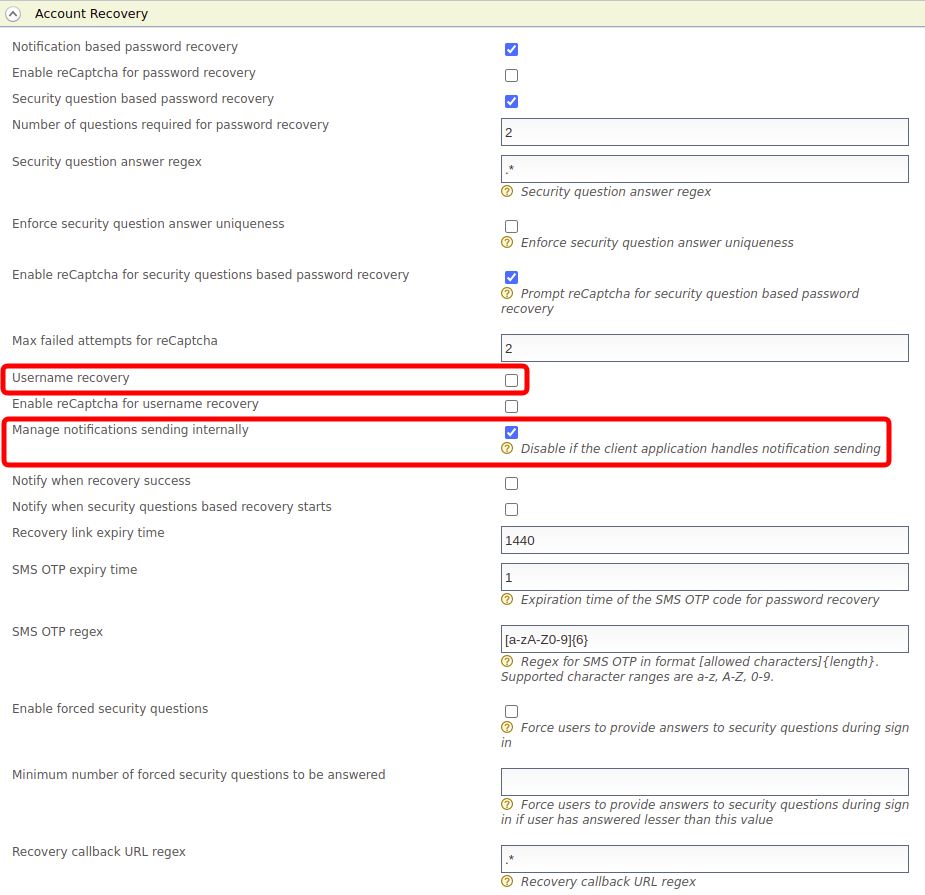 Account Recovery
Notification based password recovery
Enable reCaptcha for password recovery
Security question based password recovery
Number of questions required for password recovery
2
Security question answer regex
.*
Security question answer regex
Enforce security question answer uniqueness
Enforce security question answer uniqueness
Enable reCaptcha for security questions based password recovery
Prompt reCaptcha for security question based password
recovery
Max failed attempts for reCaptcha
2
Username recovery
Enable reCaptcha for username recovery
Manage notifications sending internally
Disable if the client application handles notification sending
Notify when recovery success
Notify when security questions based recovery starts
Recovery link expiry time
1440
SMS OTP expiry time
1
Expiration time of the SMS OTP code for password recovery
SMS OTP regex
[a-zA-Z0-9]{6}
Regex for SMS OTP in format [allowed characters]{length}.
Supported character ranges are a-z, A-Z, 0-9.
Enable forced security questions
Force users to provide answers to security questions during sign
in
Minimum number of forced security questions to be answered
Force users to provide answers to security questions during sign
in if user has answered lesser than this value
Recovery callback URL regex
.*
Recovery callback URL regex